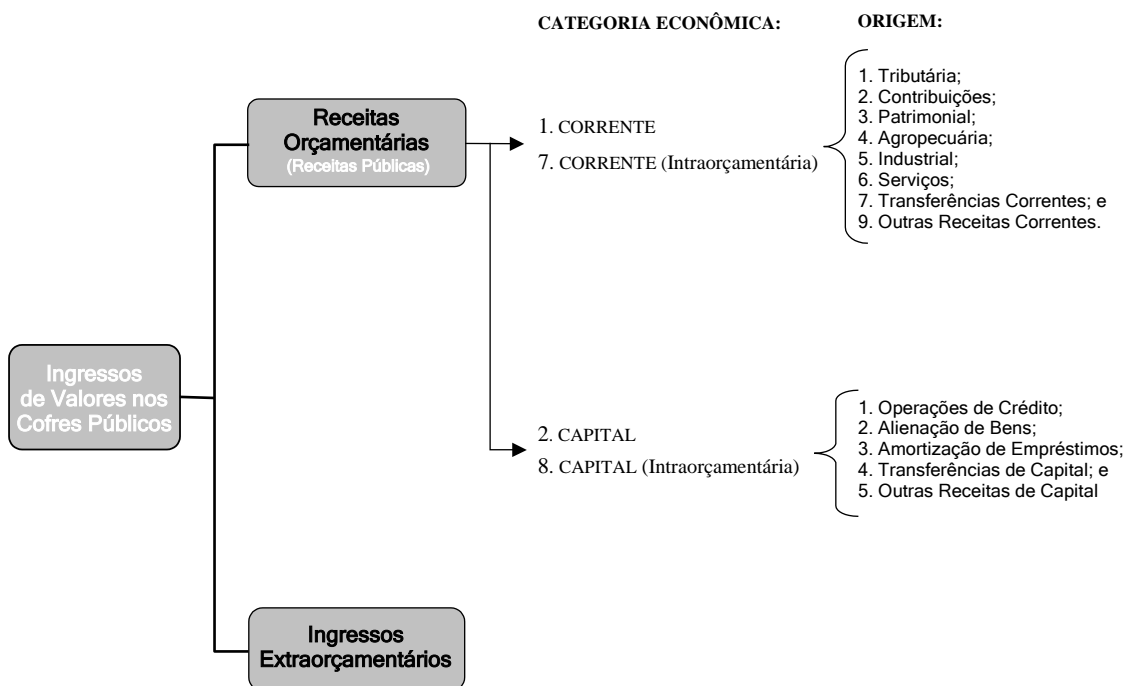 CATEGORIA ECONÔMICA:
ORIGEM:
Receitas
Orçamentárias
(Receitas Públicas)
1. CORRENTE
7. CORRENTE (Intraorçamentária)
1. Tributária;
2. Contribuições;
3. Patrimonial;
4. Agropecuária;
5. Industrial;
6. Serviços;
7. Transferências Correntes; e
9. Outras Receitas Correntes.
Ingressos
de Valores nos
Cofres Públicos
2. CAPITAL
8. CAPITAL (Intraorçamentária)
1. Operações de Crédito;
2. Alienação de Bens;
3. Amortização de Empréstimos;
4. Transferências de Capital; e
5. Outras Receitas de Capital
Ingressos
Extraorçamentários